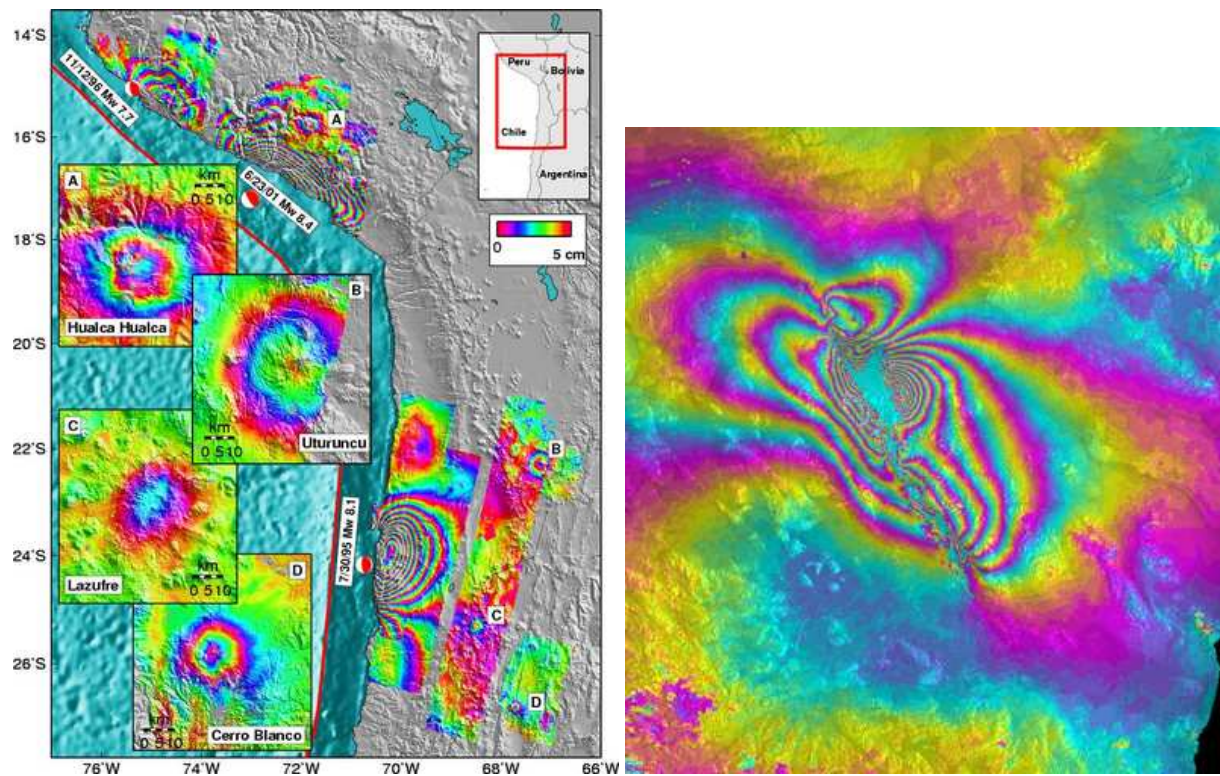 14°S
16°S
18°S
20°S
22°S
24°S
26°S
76°W
74°W
72°W
70°W
68°W
66°W
11/12/96 Mw 7.7
6/23/01 Mw 8.4
7/30/95 Mw 8.1
A
B
C
D
Peru
Bolivia
Chile
Argentina
0
5 cm
A
km
0 5 10
Hualca Hualca
B
km
0 5 10
Uturuncu
C
km
0 5 10
Lazufre
D
km
0 5 10
Cerro Blanco